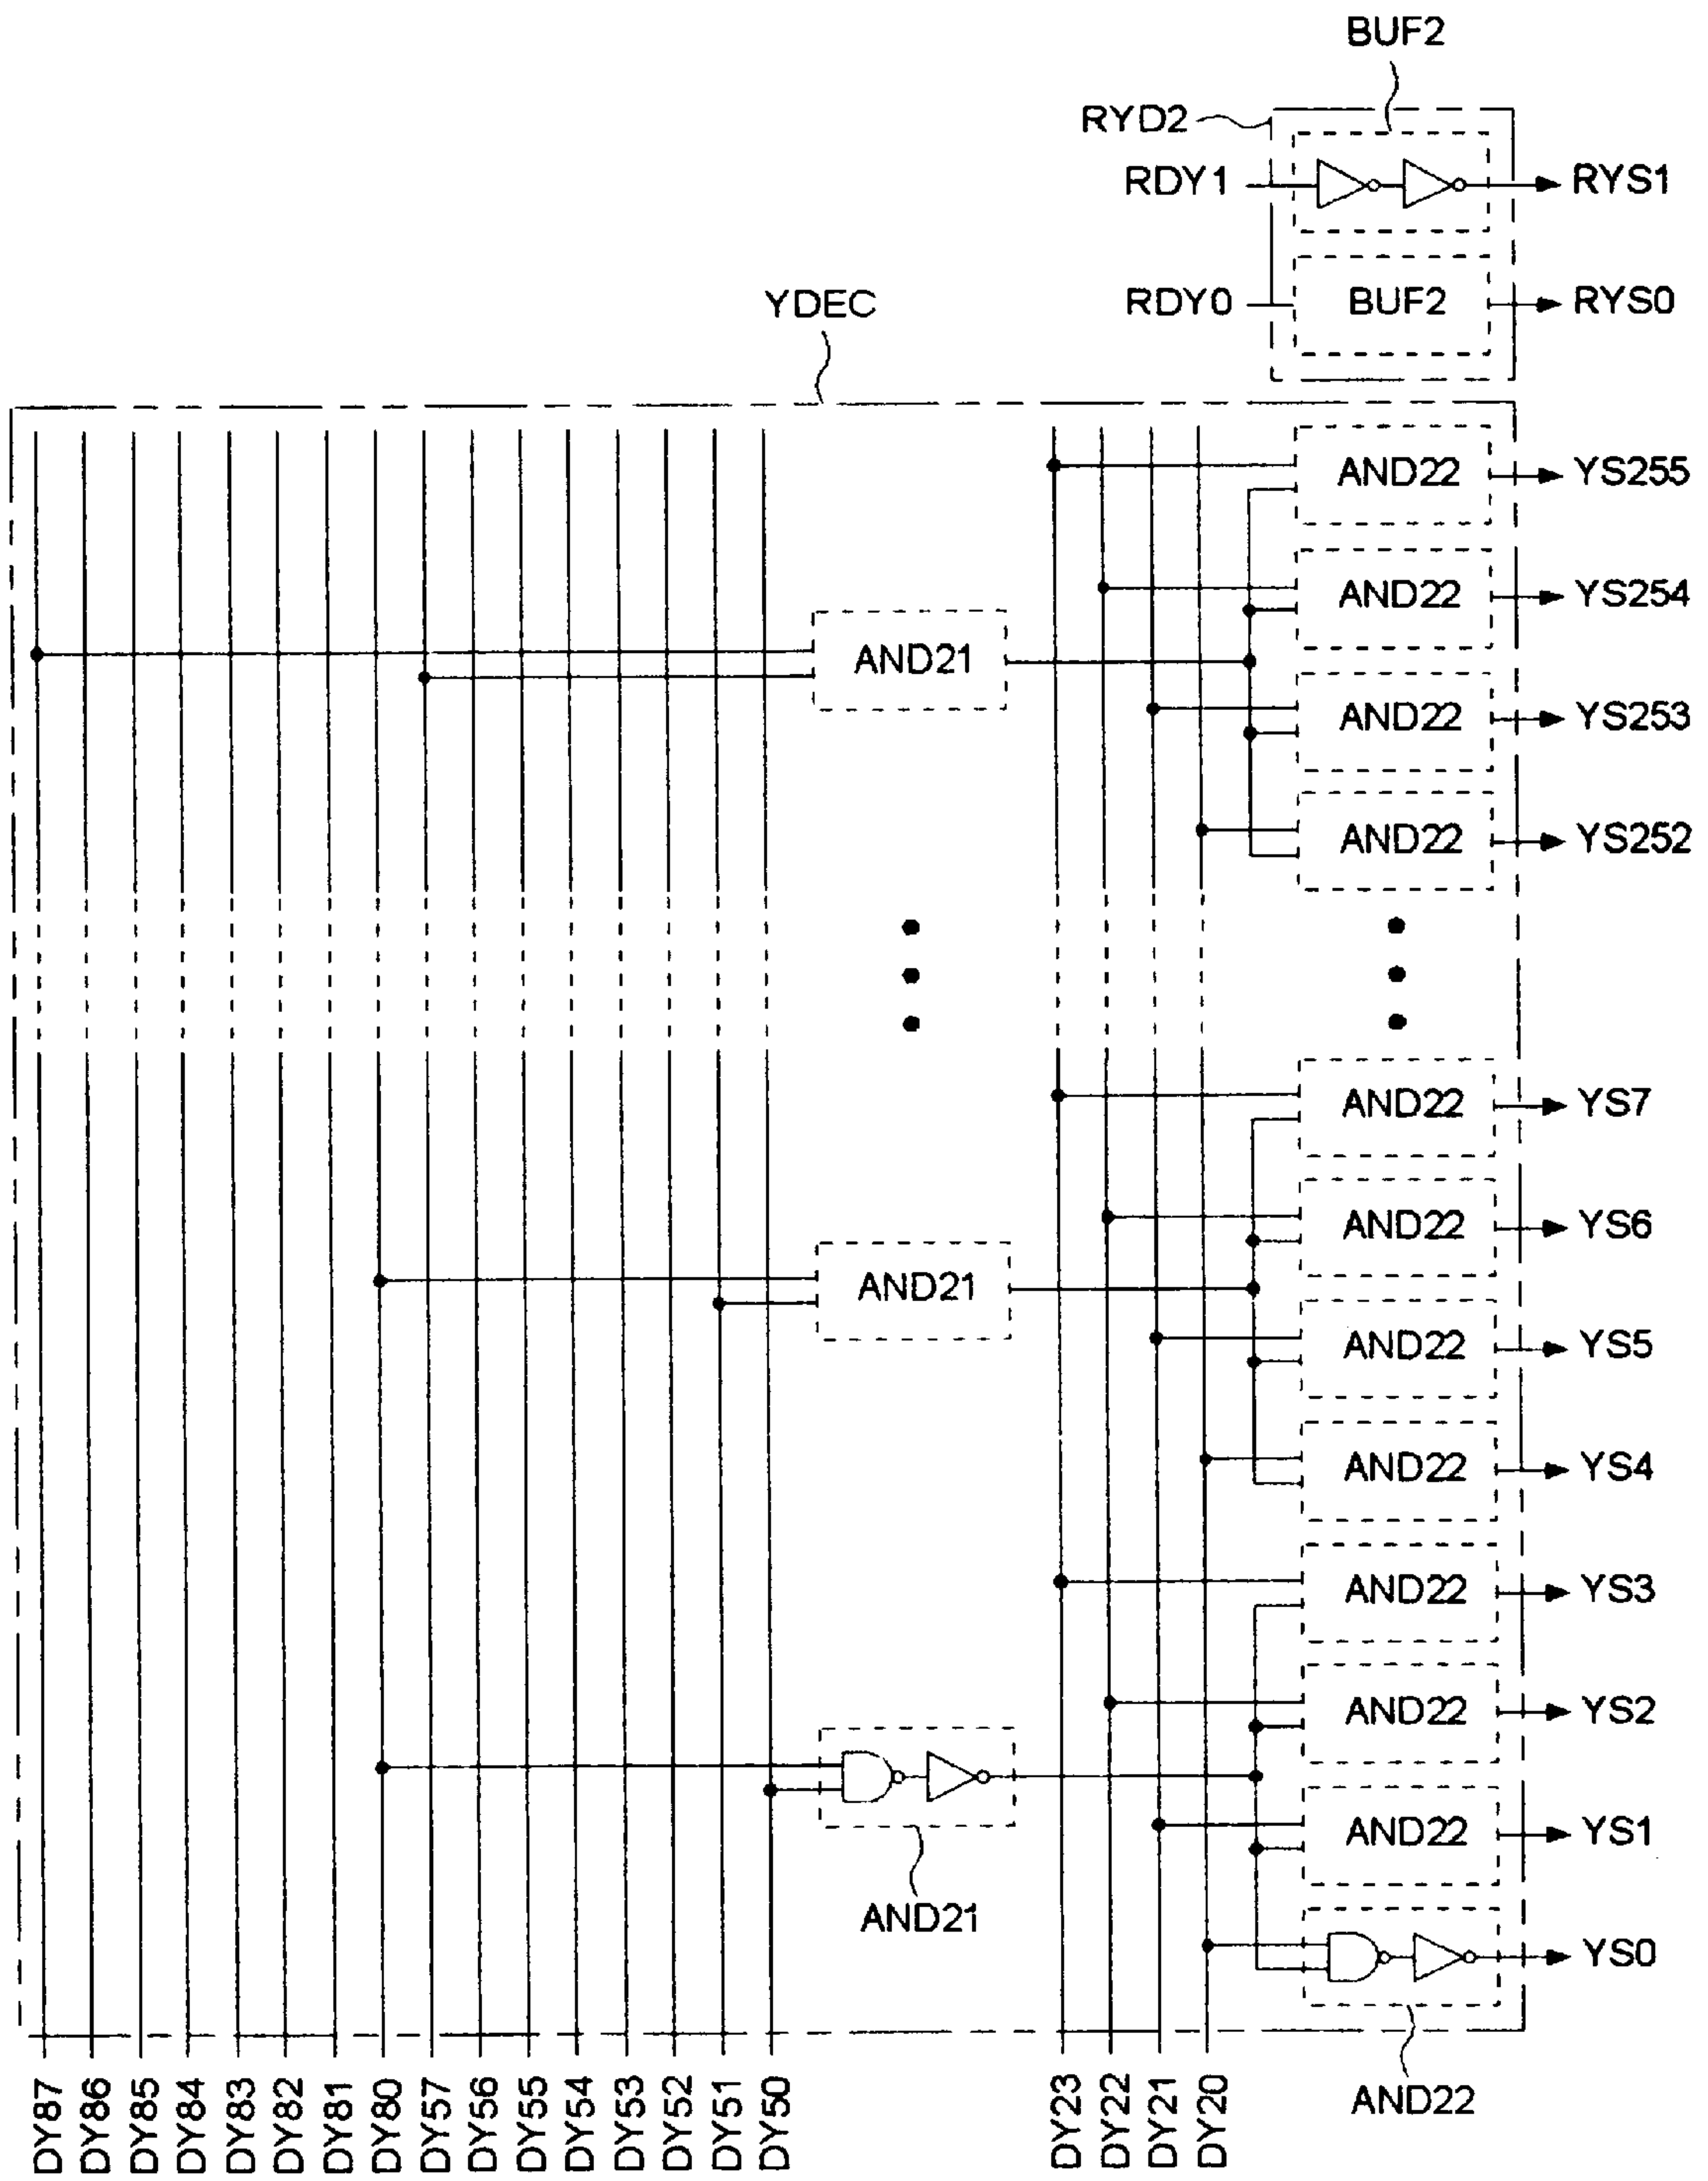 BUF2
RYD2
RDY1
RYS1
RDY0
BUF2
RYS0
YDEC
AND22
YS255
AND22
YS254
AND21
AND22
YS253
AND22
YS252
AND22
YS7
AND22
YS6
AND21
AND22
YS5
AND22
YS4
AND22
YS3
AND22
YS2
AND22
YS1
AND21
YS0
AND22
DY87
DY86
DY85
DY84
DY83
DY82
DY81
DY80
DY57
DY56
DY55
DY54
DY53
DY52
DY51
DY50
DY23
DY22
DY21
DY20